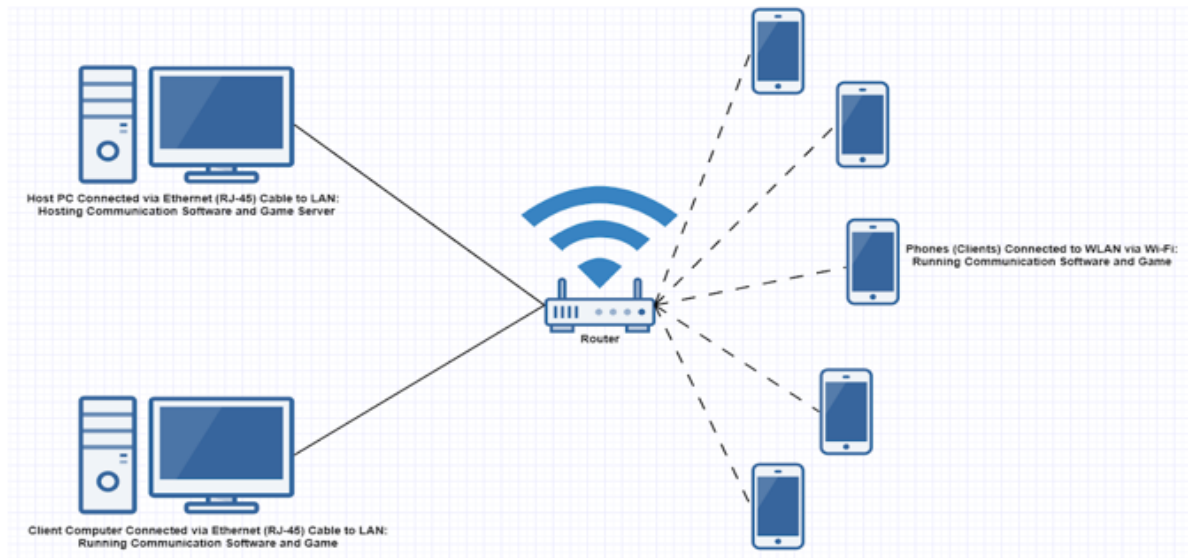 Host PC Connected via Ethernet (RJ-45) Cable to LAN:
Hosting Communication Software and Game Server
Phones (Clients) Connected to WLAN via Wi-Fi:
Running Communication Software and Game
Router
Client Computer Connected via Ethernet (RJ-45) Cable to LAN:
Running Communication Software and Game